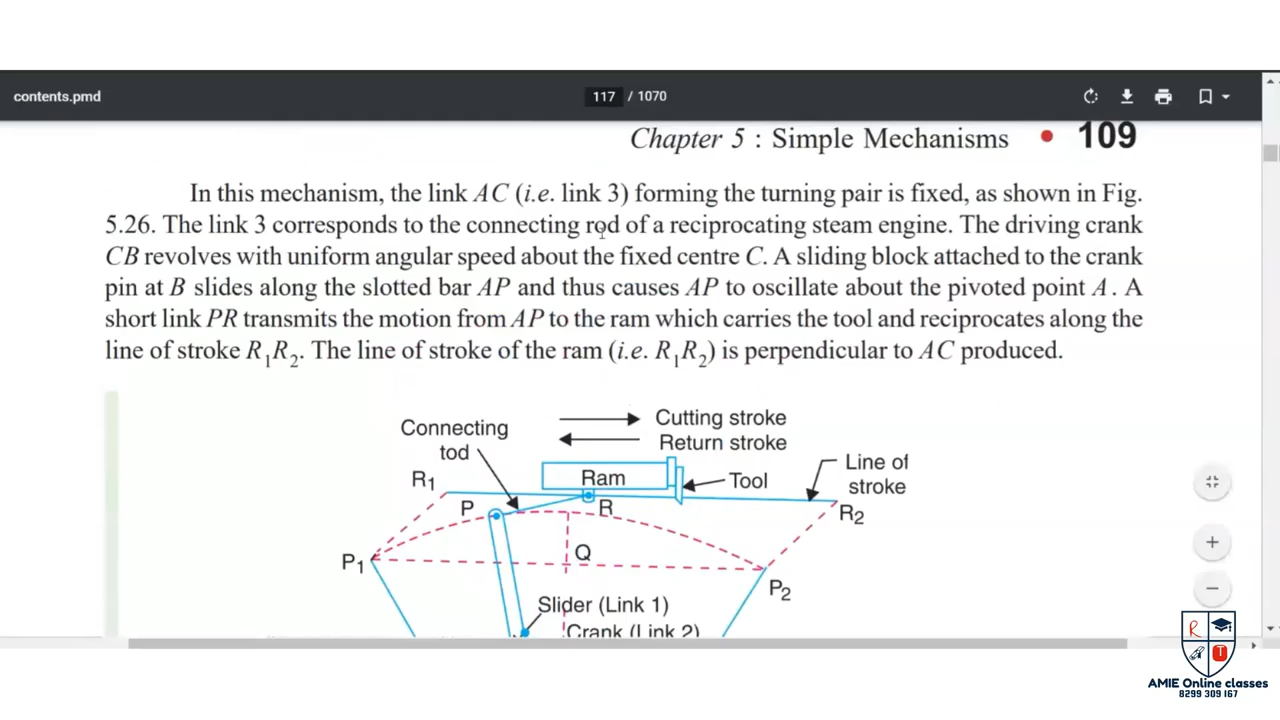 contents.pmd
117 / 1070
Chapter 5 : Simple Mechanisms • 109
In this mechanism, the link AC (i.e. link 3) forming the turning pair is fixed, as shown in Fig.
5.26. The link 3 corresponds to the connecting rod of a reciprocating steam engine. The driving crank
CB revolves with uniform angular speed about the fixed centre C. A sliding block attached to the crank
pin at B slides along the slotted bar AP and thus causes AP to oscillate about the pivoted point A. A
short link PR transmits the motion from AP to the ram which carries the tool and reciprocates along the
line of stroke R1R2. The line of stroke of the ram (i.e. R1R2) is perpendicular to AC produced.
Connecting
tod
Cutting stroke
Return stroke
Line of
stroke
R1
Ram
Tool
P
R
R2
P1
Q
P2
Slider (Link 1)
Crank (Link 2)
R
T
AMIE Online classes
8299 309 167